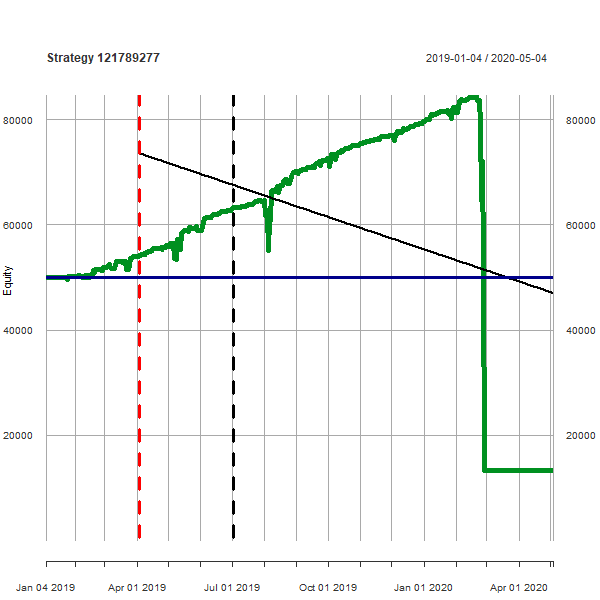 Strategy 121789277
2019-01-04 / 2020-05-04
80000
80000
60000
60000
Equity
40000
40000
20000
20000
Jan 04 2019
Apr 01 2019
Jul 01 2019
Oct 01 2019
Jan 01 2020
Apr 01 2020